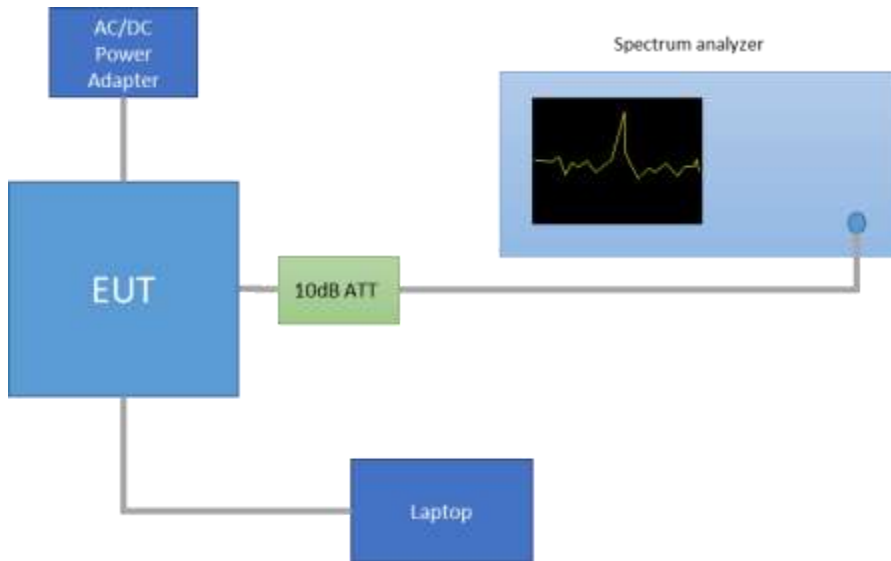 AC/DC
Power
Adapter
Spectrum analyzer
EUT
10dB ATT
Laptop